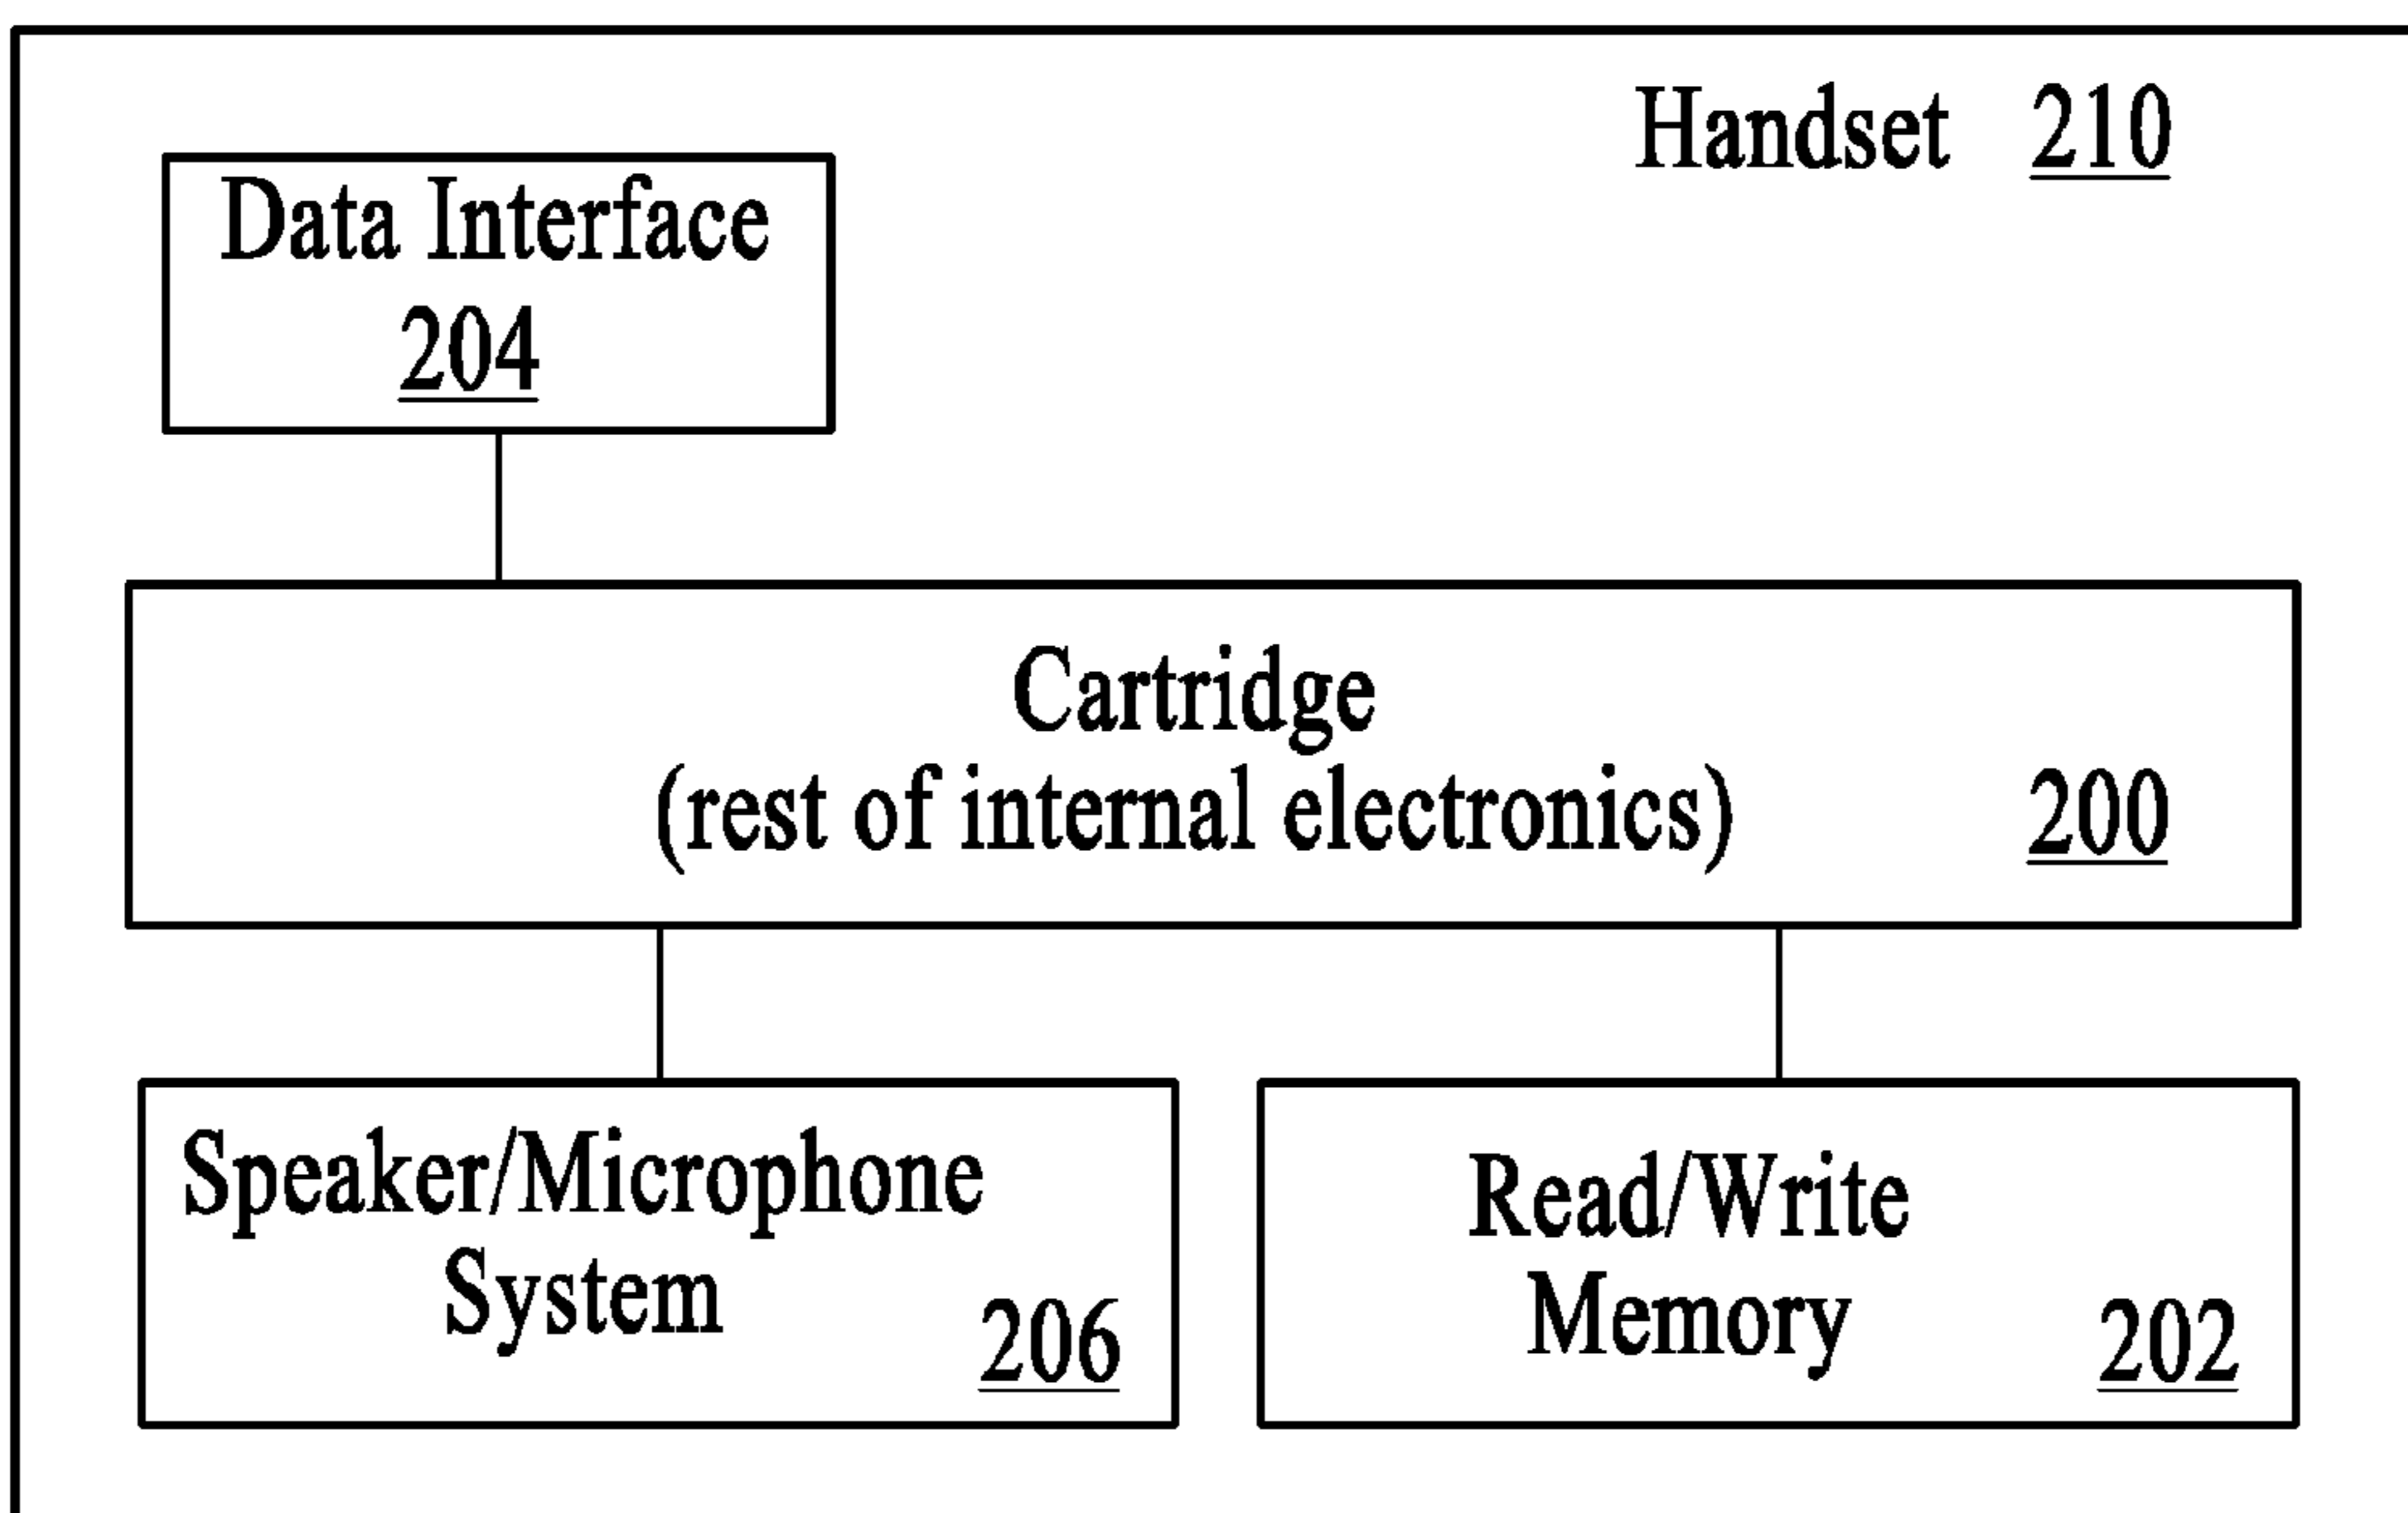 Handset 210
Data Interface
204
Cartridge
(rest of internal electronics) 200
Speaker/Microphone
System 206
Read/Write
Memory 202